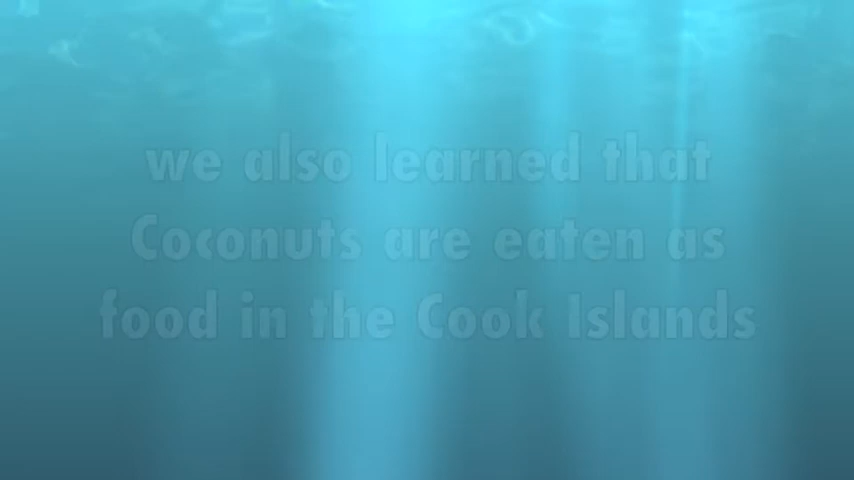 we also learned that
Coconuts are eaten as
food in the Cook Islands